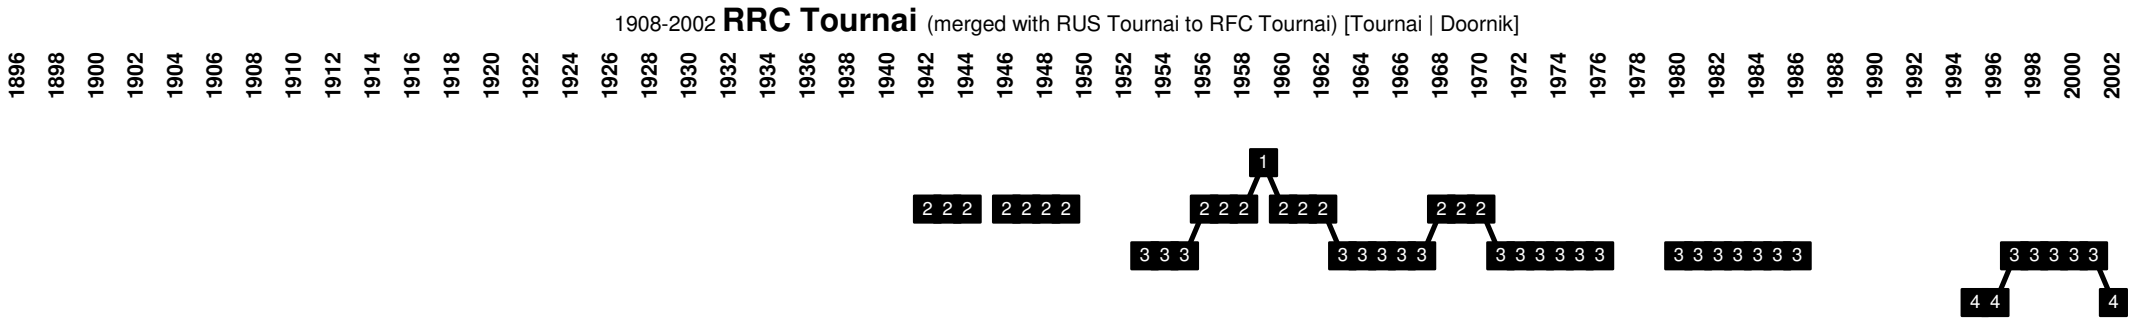 1908-2002 RRC Tournai (merged with RUS Tournai to RFC Tournai) [Tournai | Doornik]
1896 1898 1900 1902 1904 1906 1908 1910 1912 1914 1916 1918 1920 1922 1924 1926 1928 1930 1932 1934 1936 1938 1940 1942 1944 1946 1948 1950 1952 1954 1956 1958 1960 1962 1964 1966 1968 1970 1972 1974 1976 1978 1980 1982 1984 1986 1988 1990 1992 1994 1996 1998 2000 2002
1
2 2 2 2 2 2 2 2 2 2 2 2 2 2 2 2
3 3 3 3 3 3 3 3 3 3 3 3 3 3 3 3 3 3 3 3 3 3 3 3 3 3
4 4 4